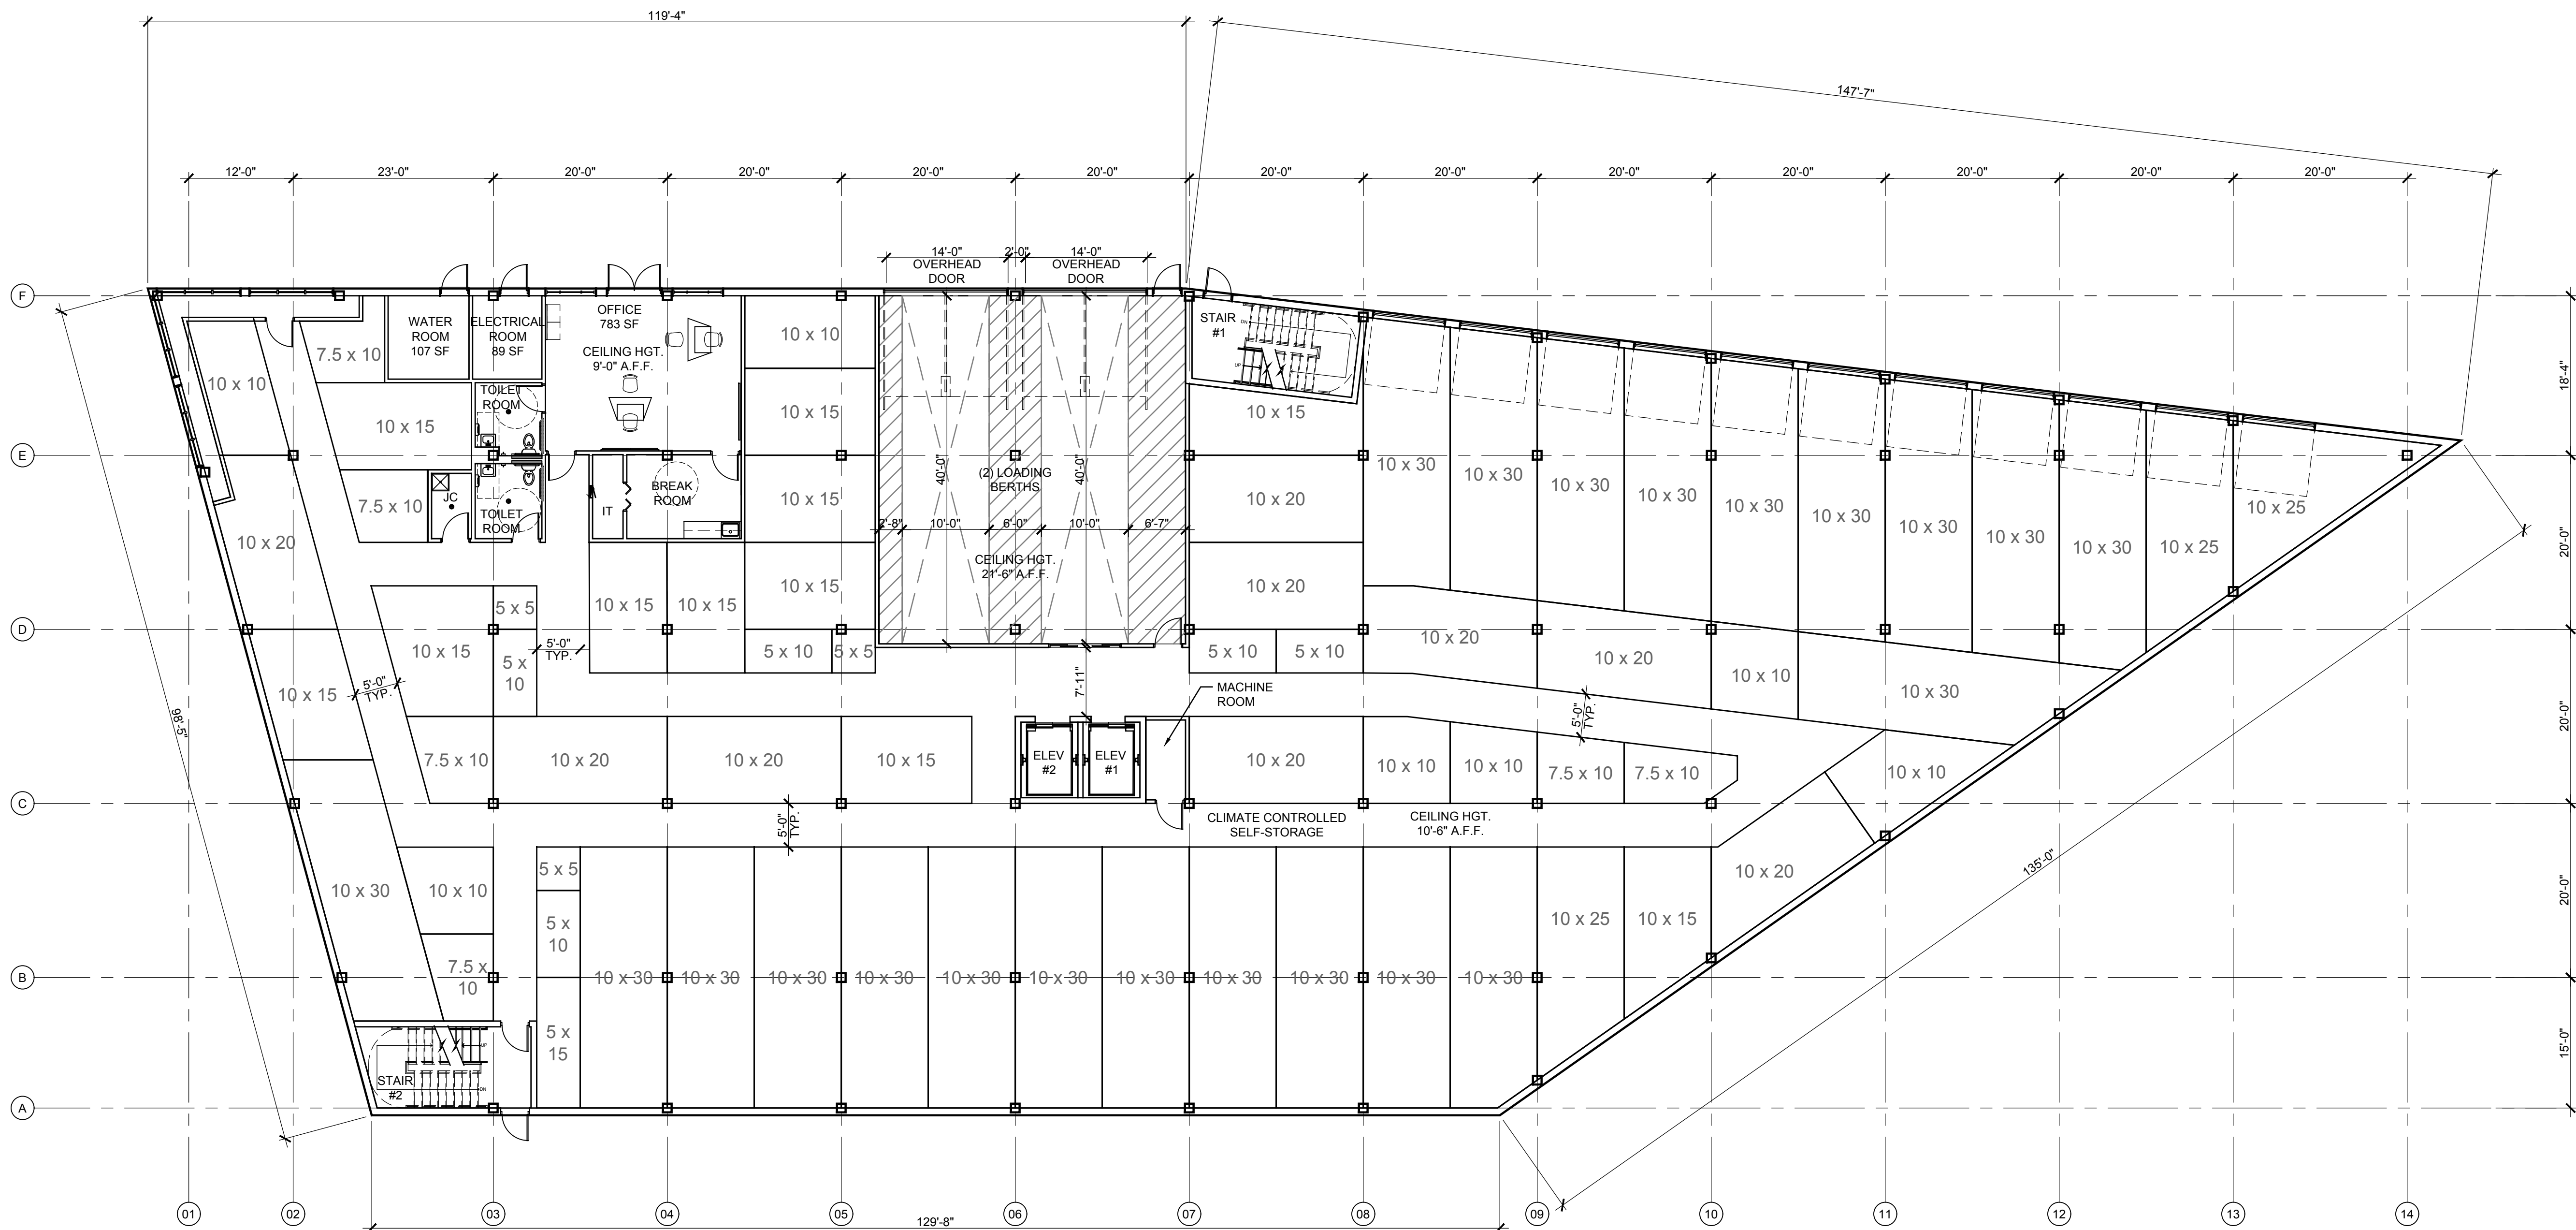 119'-4"
147'-7"
12'-0"
23'-0"
20'-0"
20'-0"
20'-0"
20'-0"
20'-0"
20'-0"
20'-0"
20'-0"
20'-0"
20'-0"
20'-0"
14'-0"
2'-0"
14'-0"
OVERHEAD
DOOR
OVERHEAD
DOOR
F
18'-4"
WATER
ROOM
107 SF
ELECTRICAL
ROOM
89 SF
OFFICE
783 SF
CEILING HGT.
9'-0" A.F.F.
STAIR
#1
DN
UP
10 x 10
7.5 x 10
10 x 10
10 x 10
TOILET
ROOM
10 x 15
10 x 15
10 x 15
E
10 x 30
10 x 30
10 x 30
10 x 30
10 x 30
10 x 30
10 x 30
10 x 30
10 x 30
10 x 25
10 x 25
40'-0"
40'-0"
(2) LOADING
BERTHS
7.5 x 10
JC
TOILET
ROOM
IT
BREAK
ROOM
10 x 15
10 x 20
2'-8"
10'-0"
6'-0"
10'-0"
6'-7"
20'-0"
10 x 20
CEILING HGT.
21'-6" A.F.F.
10 x 15
10 x 20
5 x 5
10 x 15
10 x 15
D
10 x 15
5 x
10
5'-0"
TYP.
5 x 10
5 x 5
5 x 10
5 x 10
10 x 20
10 x 20
10 x 10
10 x 30
10 x 15
5'-0"
TYP.
7'-11"
MACHINE
ROOM
5'-0"
TYP.
98'-5"
20'-0"
7.5 x 10
10 x 20
10 x 20
10 x 15
ELEV
#2
ELEV
#1
10 x 20
10 x 10
10 x 10
7.5 x 10
7.5 x 10
10 x 10
C
5'-0"
TYP.
CLIMATE CONTROLLED
SELF-STORAGE
CEILING HGT.
10'-6" A.F.F.
135'-0"
10 x 30
10 x 10
5 x 5
10 x 20
20'-0"
5 x
10
10 x 25
10 x 15
B
7.5 x
10
10 x 30
10 x 30
10 x 30
10 x 30
10 x 30
10 x 30
10 x 30
10 x 30
10 x 30
10 x 30
10 x 30
5 x
15
15'-0"
UP
DN
STAIR
#2
A
01
02
03
04
05
06
07
08
09
10
11
12
13
14
129'-8"